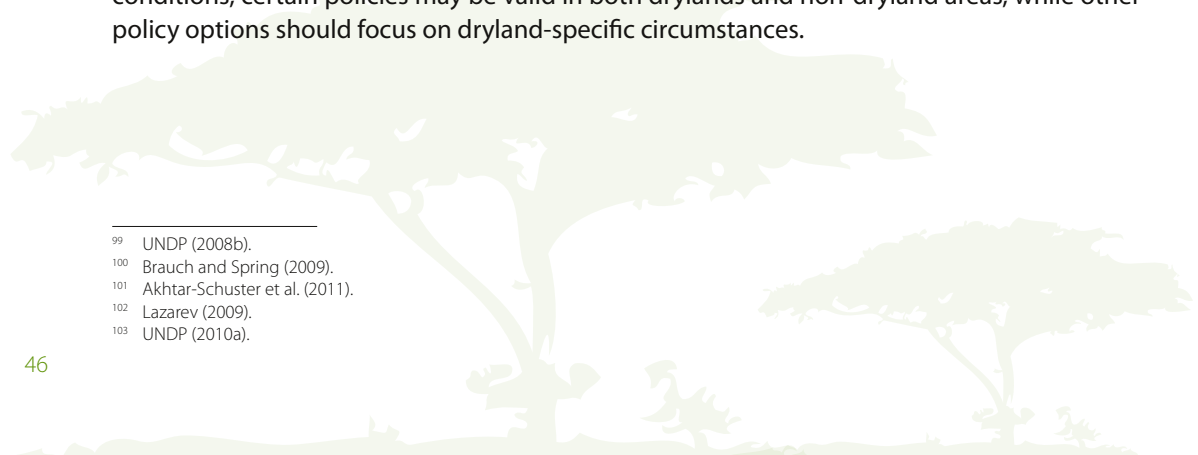 conditions, certain policies may be valid in both drylands and non-dryland areas, while other
policy options should focus on dryland-specific circumstances.
99 UNDP (2008b).
100 Brauch and Spring (2009).
101 Akhtar-Schuster et al. (2011).
102 Lazarev (2009).
103 UNDP (2010a).
46